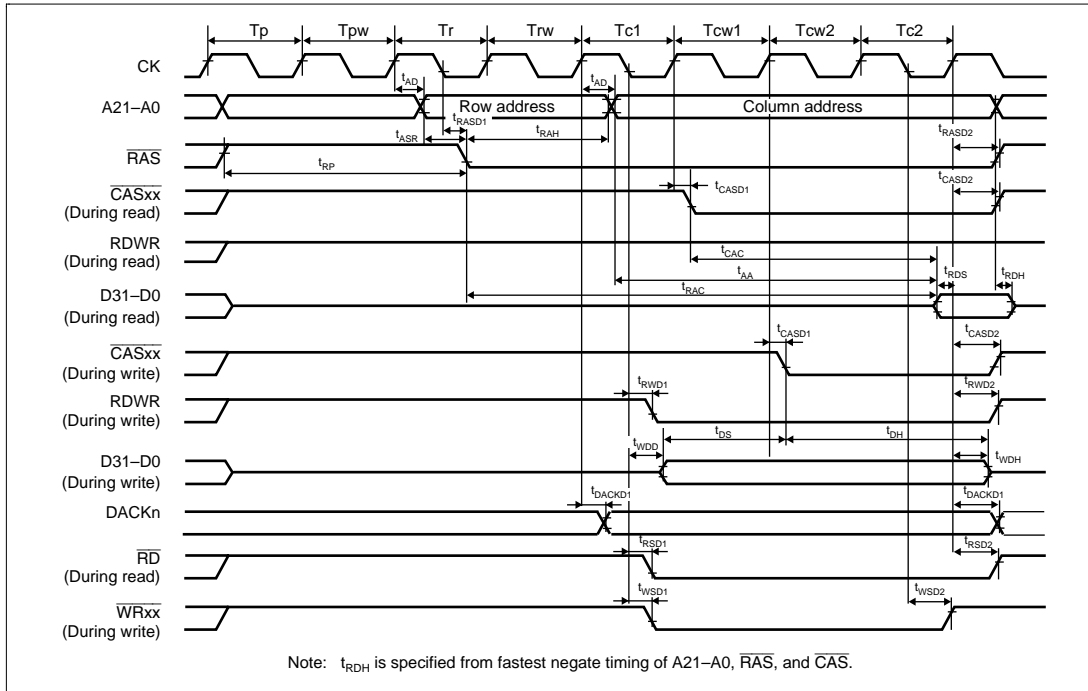 Tp Tpw Tr Trw Tc1 Tcw1 Tcw2 Tc2
CK
tAD tAD
A21–A0 Row address Column address
tRASD1
tASR tRAH tRASD2
RAS
tRP
CASxx tCASD1 tCASD2
(During read)
RDWR
(During read) tCAC
tAA tRDS tRDH
D31–D0 tRAC
(During read)
tCASD1 tCASD2
CASxx
(During write)
tRWD1 tRWD2
RDWR
(During write)
tDS tDH
D31–D0 tWDD tWDH
(During write)
tDACKD1 tDACKD1
DACKn
tRSD1 tRSD2
RD
(During read)
tWSD1 tWSD2
WRxx
(During write)
Note: tRDH is specified from fastest negate timing of A21–A0, RAS, and CAS.